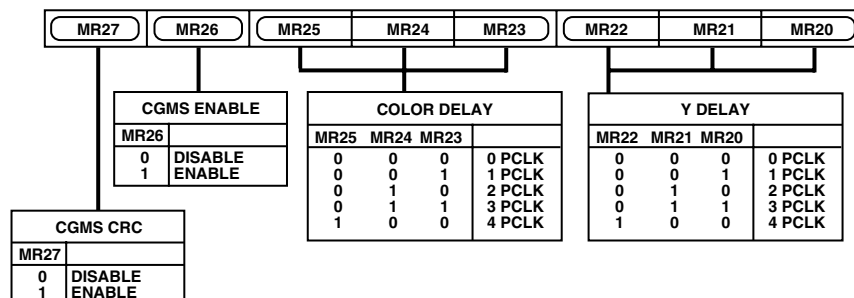 MR27 MR26 MR25 MR24 MR23 MR22 MR21 MR20
CGMS ENABLE
MR26
0 DISABLE
1 ENABLE
COLOR DELAY
MR25 MR24 MR23
0 0 0 0 PCLK
0 0 1 1 PCLK
0 1 0 2 PCLK
0 1 1 3 PCLK
1 0 0 4 PCLK
Y DELAY
MR22 MR21 MR20
0 0 0 0 PCLK
0 0 1 1 PCLK
0 1 0 2 PCLK
0 1 1 3 PCLK
1 0 0 4 PCLK
CGMS CRC
MR27
0 DISABLE
1 ENABLE